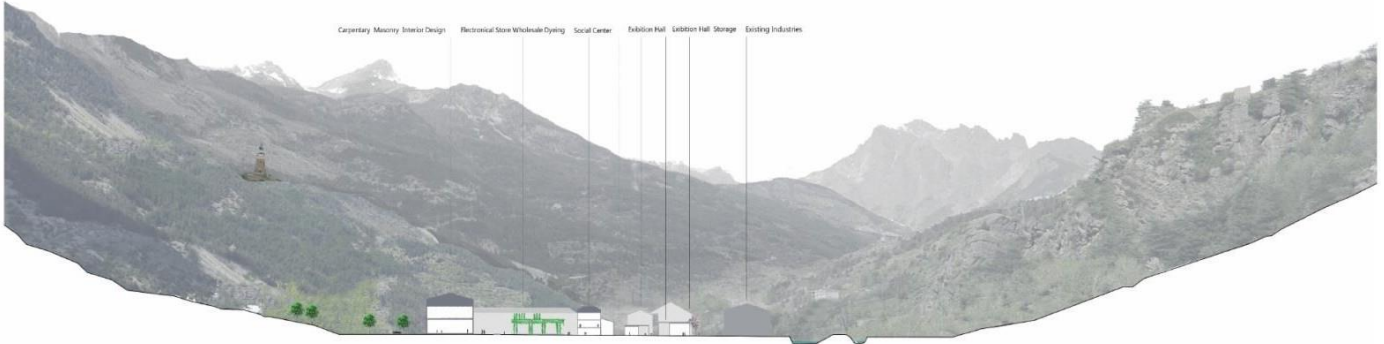 Carpentary Masonry Interior Design Electronical Store Wholesale Dyeing Social Center Exibition Hall Exibition Hall Storage Existing Industries